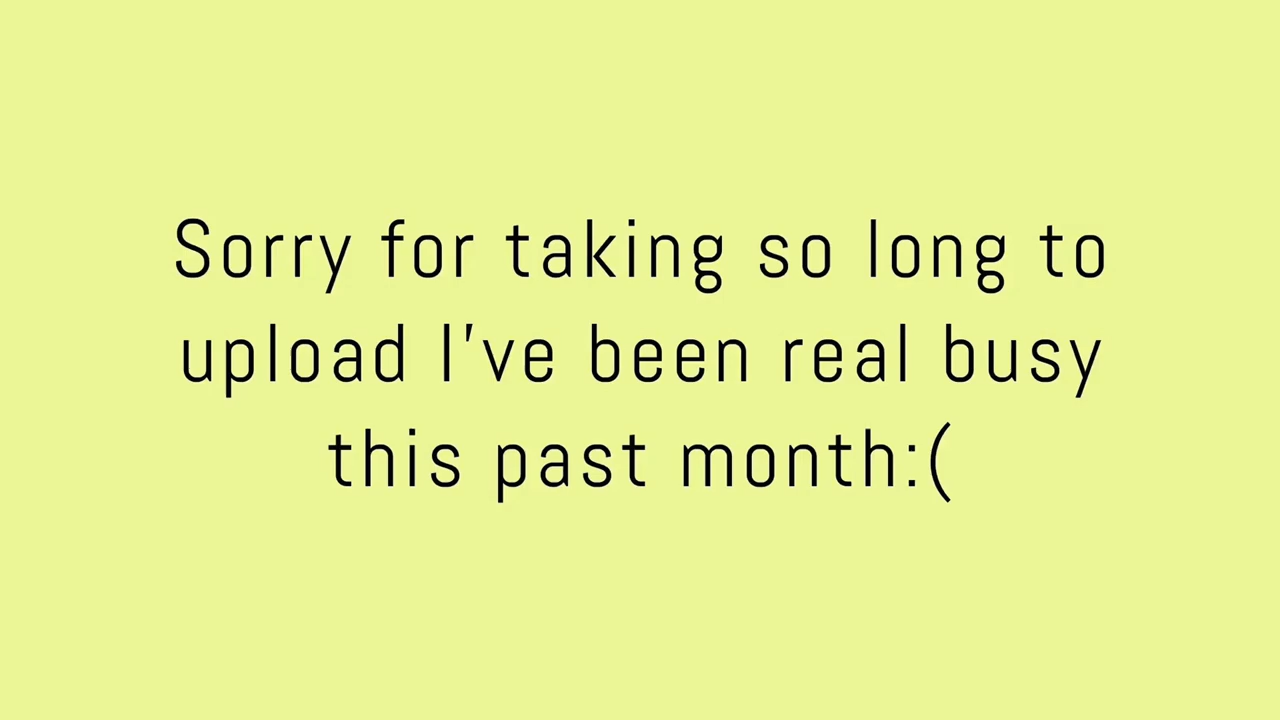 Sorry for taking so long to
upload I've been real busy
this past month:(